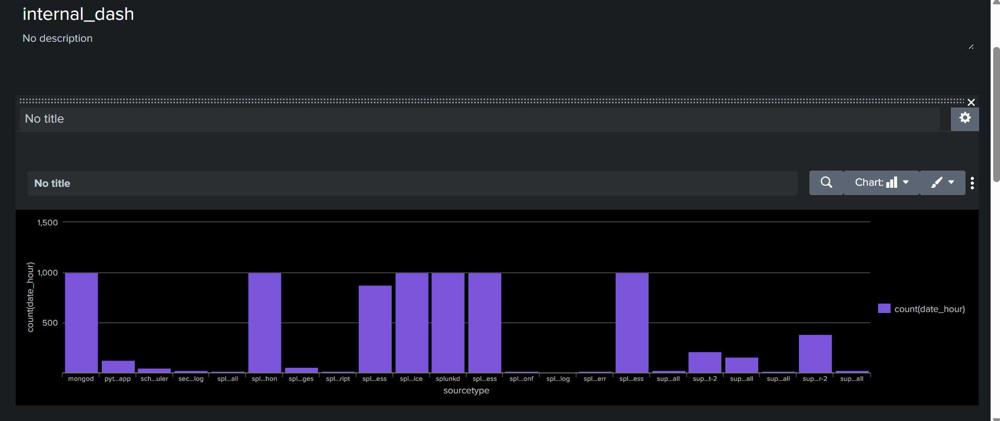 internal_dash
No description
No title
No title
Chart:
1,500
1,000
500
count(date_hour)
count(date_hour)
mongod pyt...app sch...uler sec...log spl...all spl...hon spl...ges spl...ript spl...ess spl...ice splunkd spl...ess spl...onf spl...log spl...err spl...ess sup...all sup...t-2 sup...all sup...all sup...r-2 sup...all
sourcetype